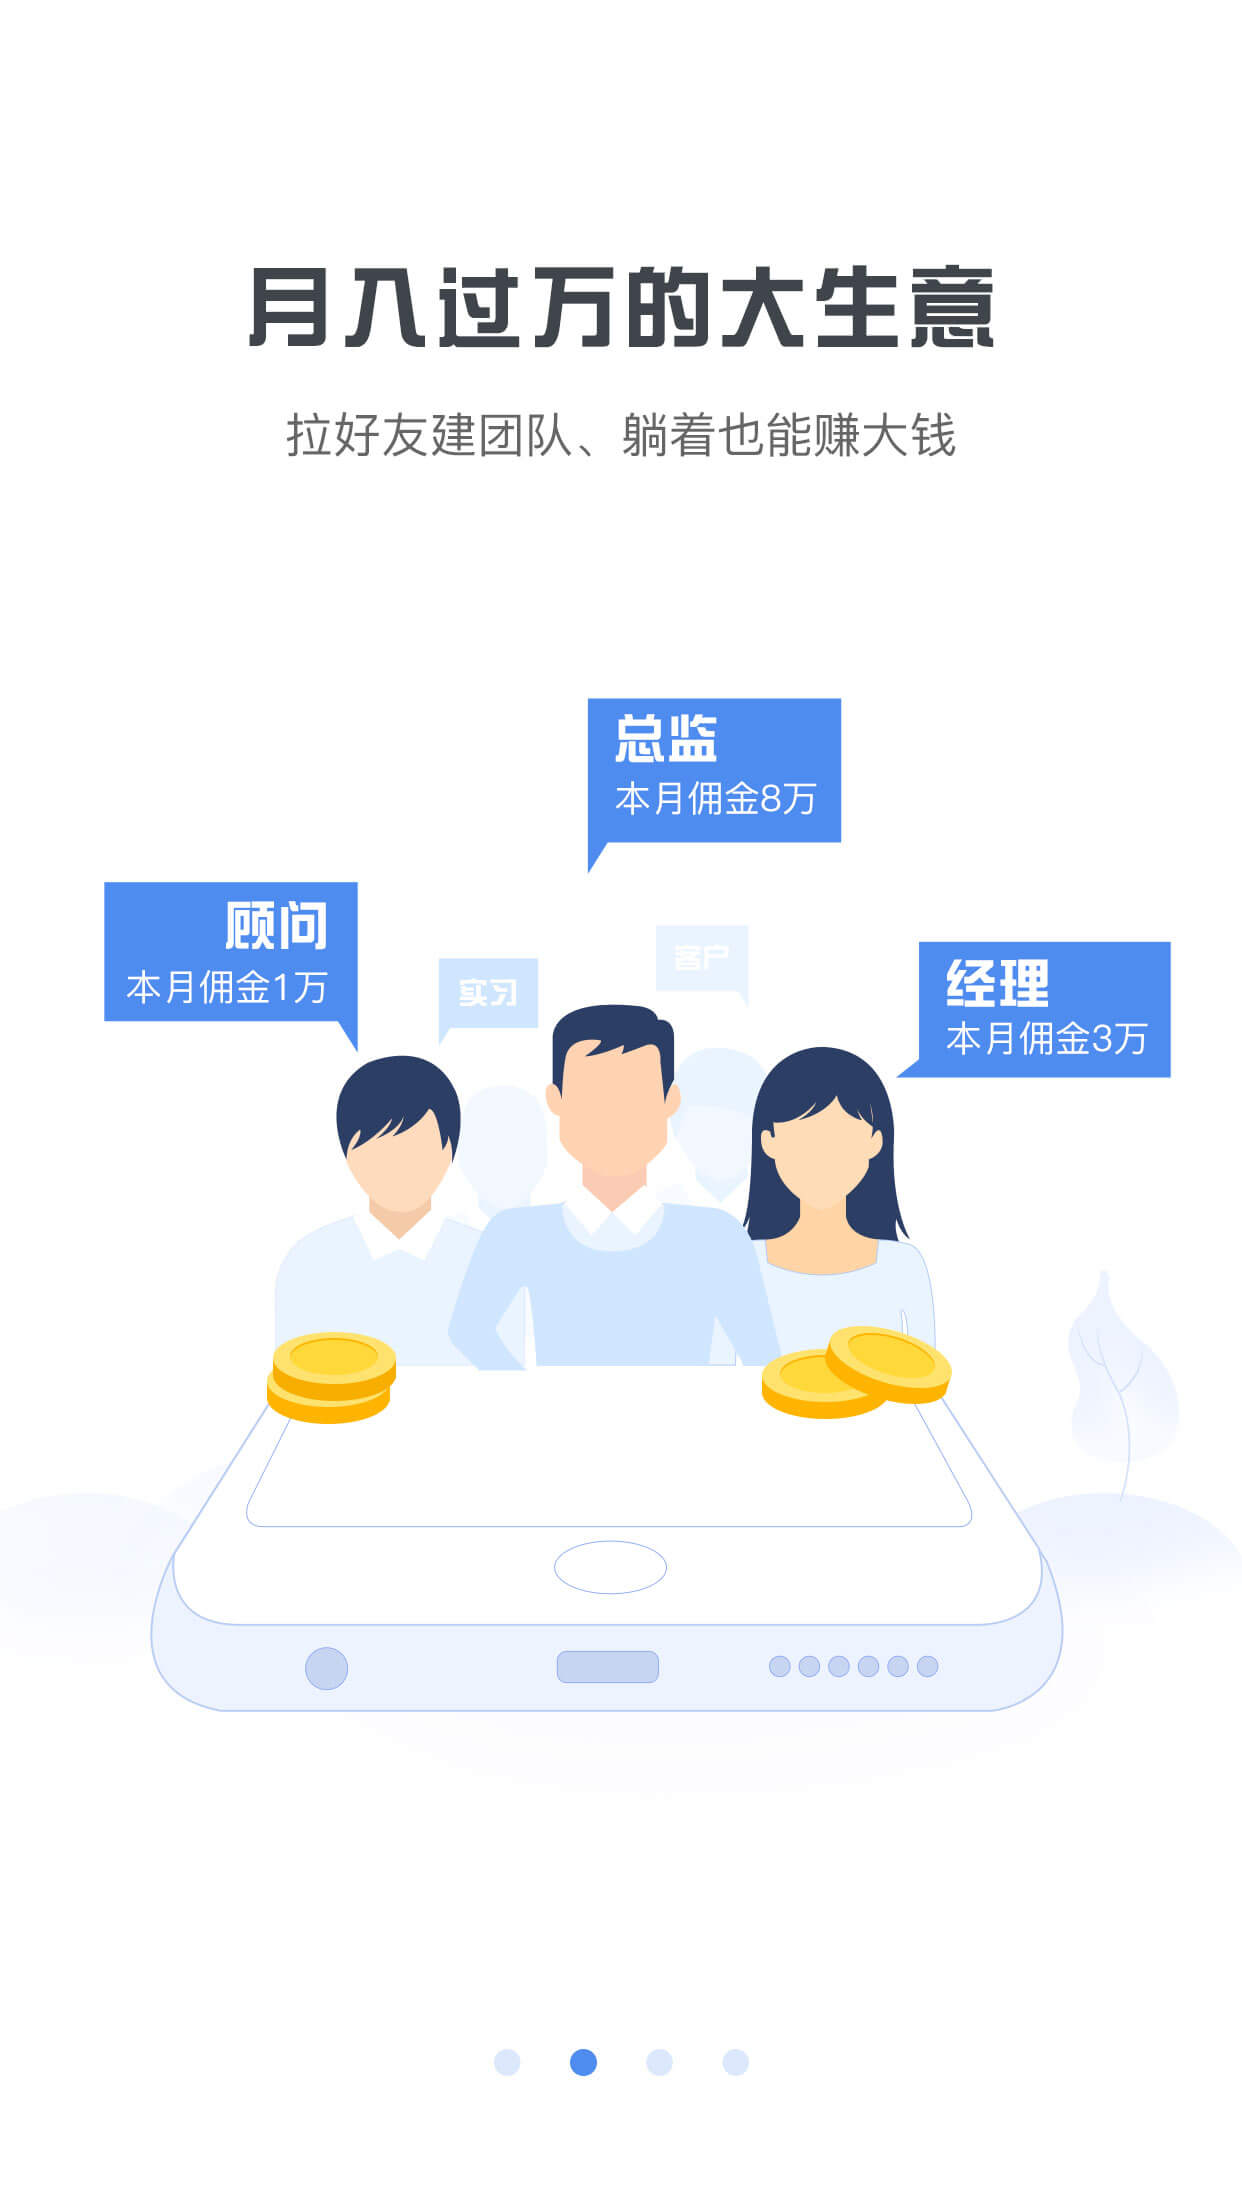 月入过万的大生意
拉好友建团队、躺着也能赚大钱
总监
本月佣金8万
顾问
本月佣金1万
实习
客户
经理
本月佣金3万